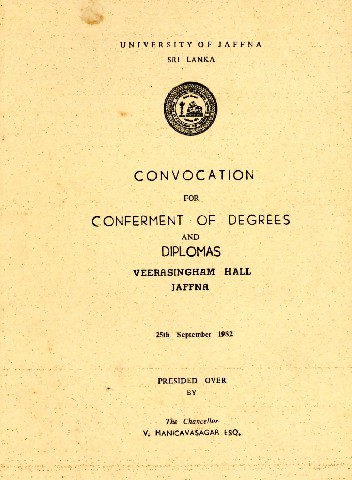 UNIVERSITY OF JAFFNA
SRI LANKA
CONVOCATION
FOR
CONFERMENT OF DEGREES
AND
DIPLOMAS
VEERASINGHAM HALL
JAFFNA
25th September 1982
PRESIDED OVER
BY
The Chancellor
V. MANICAVASAGAR ESQ.